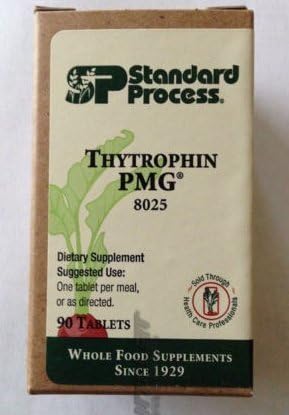 SP Standard
Process®
THYTROPHIN
PMG®
8025
Dietary Supplement
Suggested Use:
One tablet per meal,
or as directed.
90 TABLETS
Sold Through
Health Care Professionals
WHOLE FOOD SUPPLEMENTS
SINCE 1929